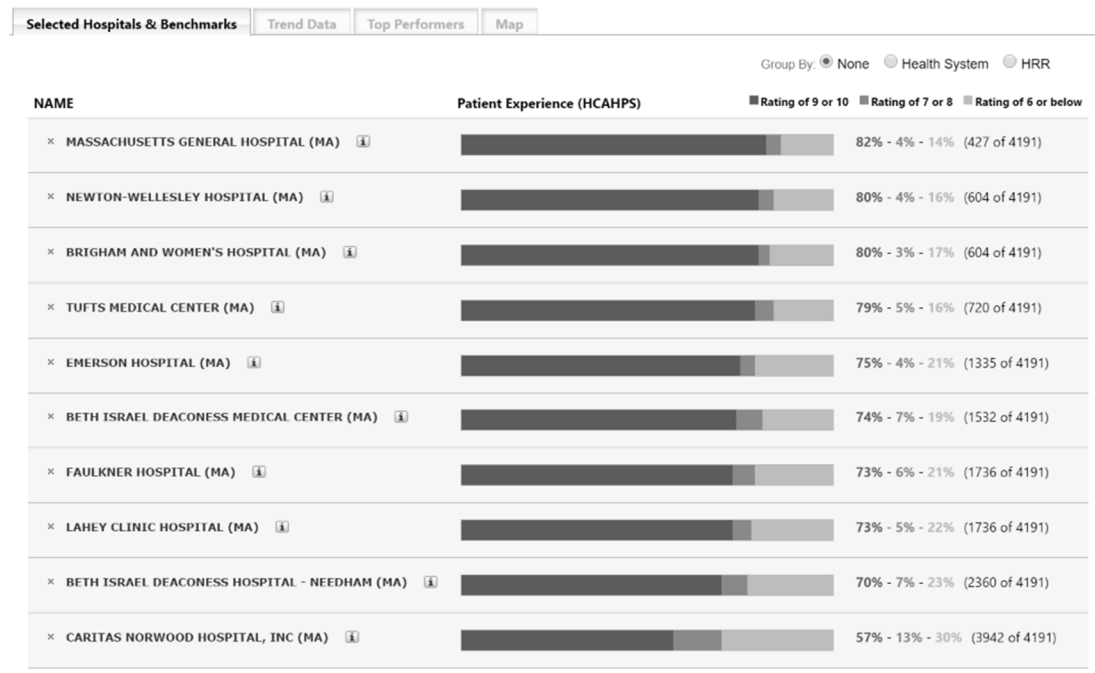 Selected Hospitals & Benchmarks Trend Data Top Performers Map
Group By: None Health System HRR
NAME Patient Experience (HCAHPS) Rating of 9 or 10 Rating of 7 or 8 Rating of 6 or below
× MASSACHUSETTS GENERAL HOSPITAL (MA) i 82% - 4% - 14% (427 of 4191)
× NEWTON-WELLESLEY HOSPITAL (MA) i 80% - 4% - 16% (604 of 4191)
× BRIGHAM AND WOMEN'S HOSPITAL (MA) i 80% - 3% - 17% (604 of 4191)
× TUFTS MEDICAL CENTER (MA) i 79% - 5% - 16% (720 of 4191)
× EMERSON HOSPITAL (MA) i 75% - 4% - 21% (1335 of 4191)
× BETH ISRAEL DEACONESS MEDICAL CENTER (MA) i 74% - 7% - 19% (1532 of 4191)
× FAULKNER HOSPITAL (MA) i 73% - 6% - 21% (1736 of 4191)
× LAHEY CLINIC HOSPITAL (MA) i 73% - 5% - 22% (1736 of 4191)
× BETH ISRAEL DEACONESS HOSPITAL - NEEDHAM (MA) i 70% - 7% - 23% (2360 of 4191)
× CARITAS NORWOOD HOSPITAL, INC (MA) i 57% - 13% - 30% (3942 of 4191)